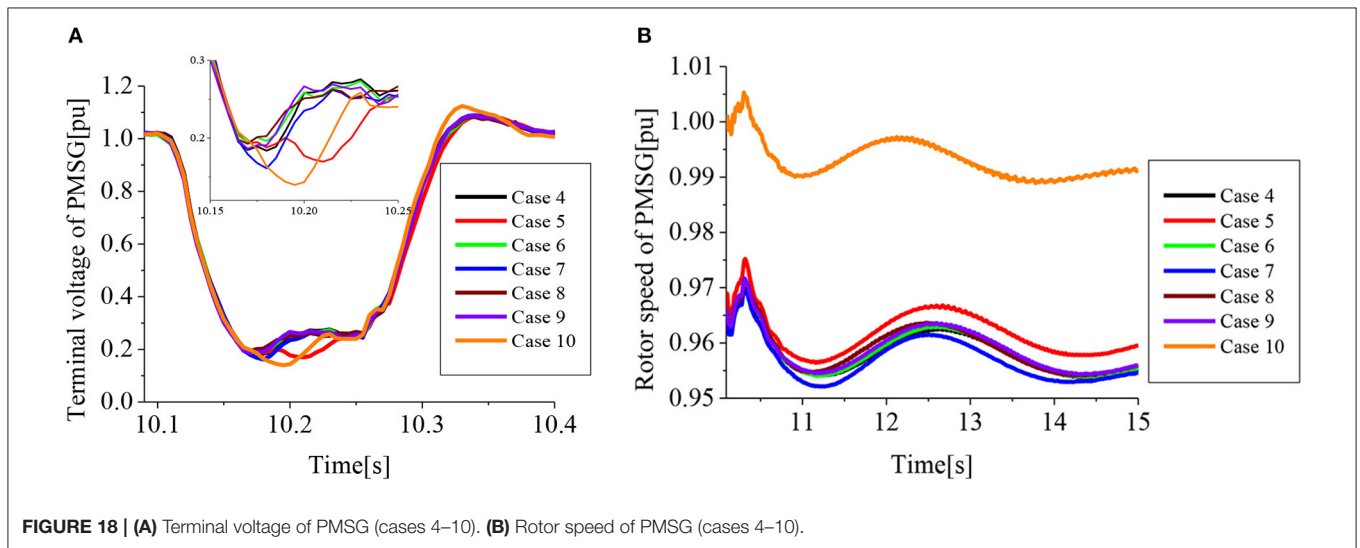 A
Terminal voltage of PMSG[pu]
1.2
1.0
0.8
0.6
0.4
0.2
0.0
10.1
10.2
10.3
10.4
Time[s]
0.3
0.2
10.15
10.20
10.25
Case 4
Case 5
Case 6
Case 7
Case 8
Case 9
Case 10
B
Rotor speed of PMSG[pu]
1.01
1.00
0.99
0.98
0.97
0.96
0.95
11
12
13
14
15
Time[s]
Case 4
Case 5
Case 6
Case 7
Case 8
Case 9
Case 10
FIGURE 18 | (A) Terminal voltage of PMSG (cases 4–10). (B) Rotor speed of PMSG (cases 4–10).